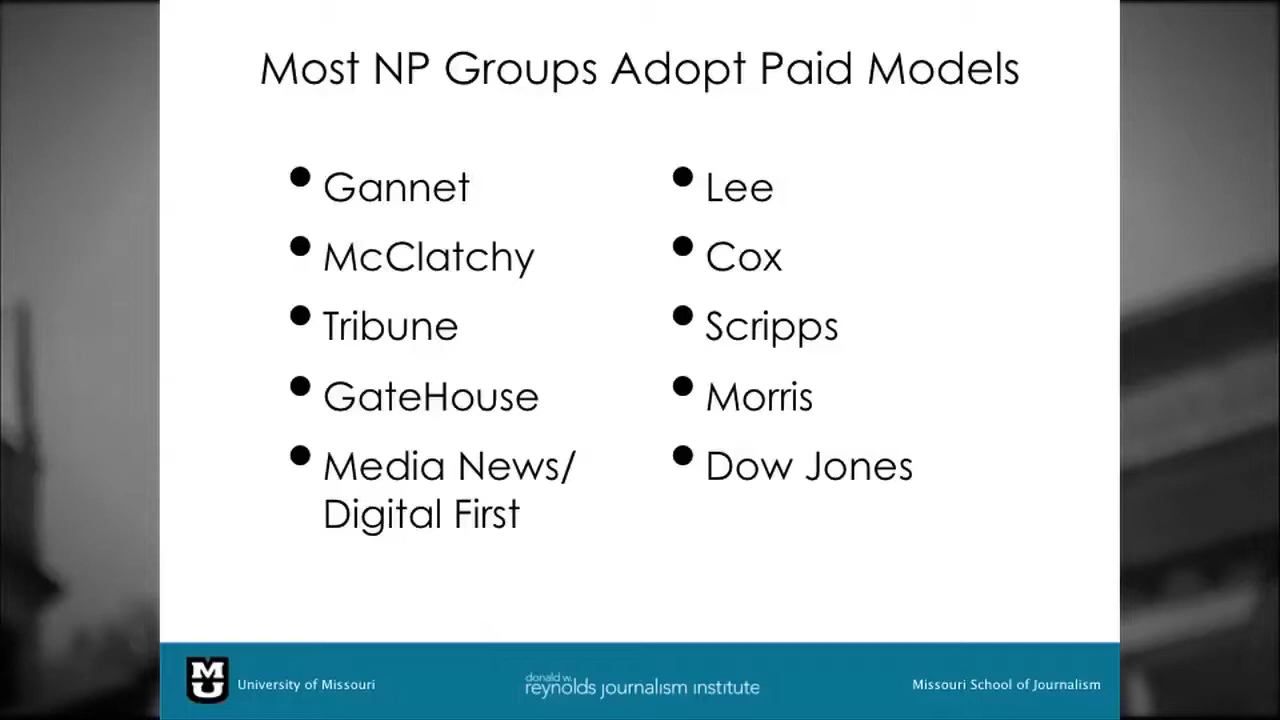 Most NP Groups Adopt Paid Models
• Gannet
• McClatchy
• Tribune
• GateHouse
• Media News/
Digital First
• Lee
• Cox
• Scripps
• Morris
• Dow Jones
MU
University of Missouri
donald w.
reynolds journalism institute
Missouri School of Journalism